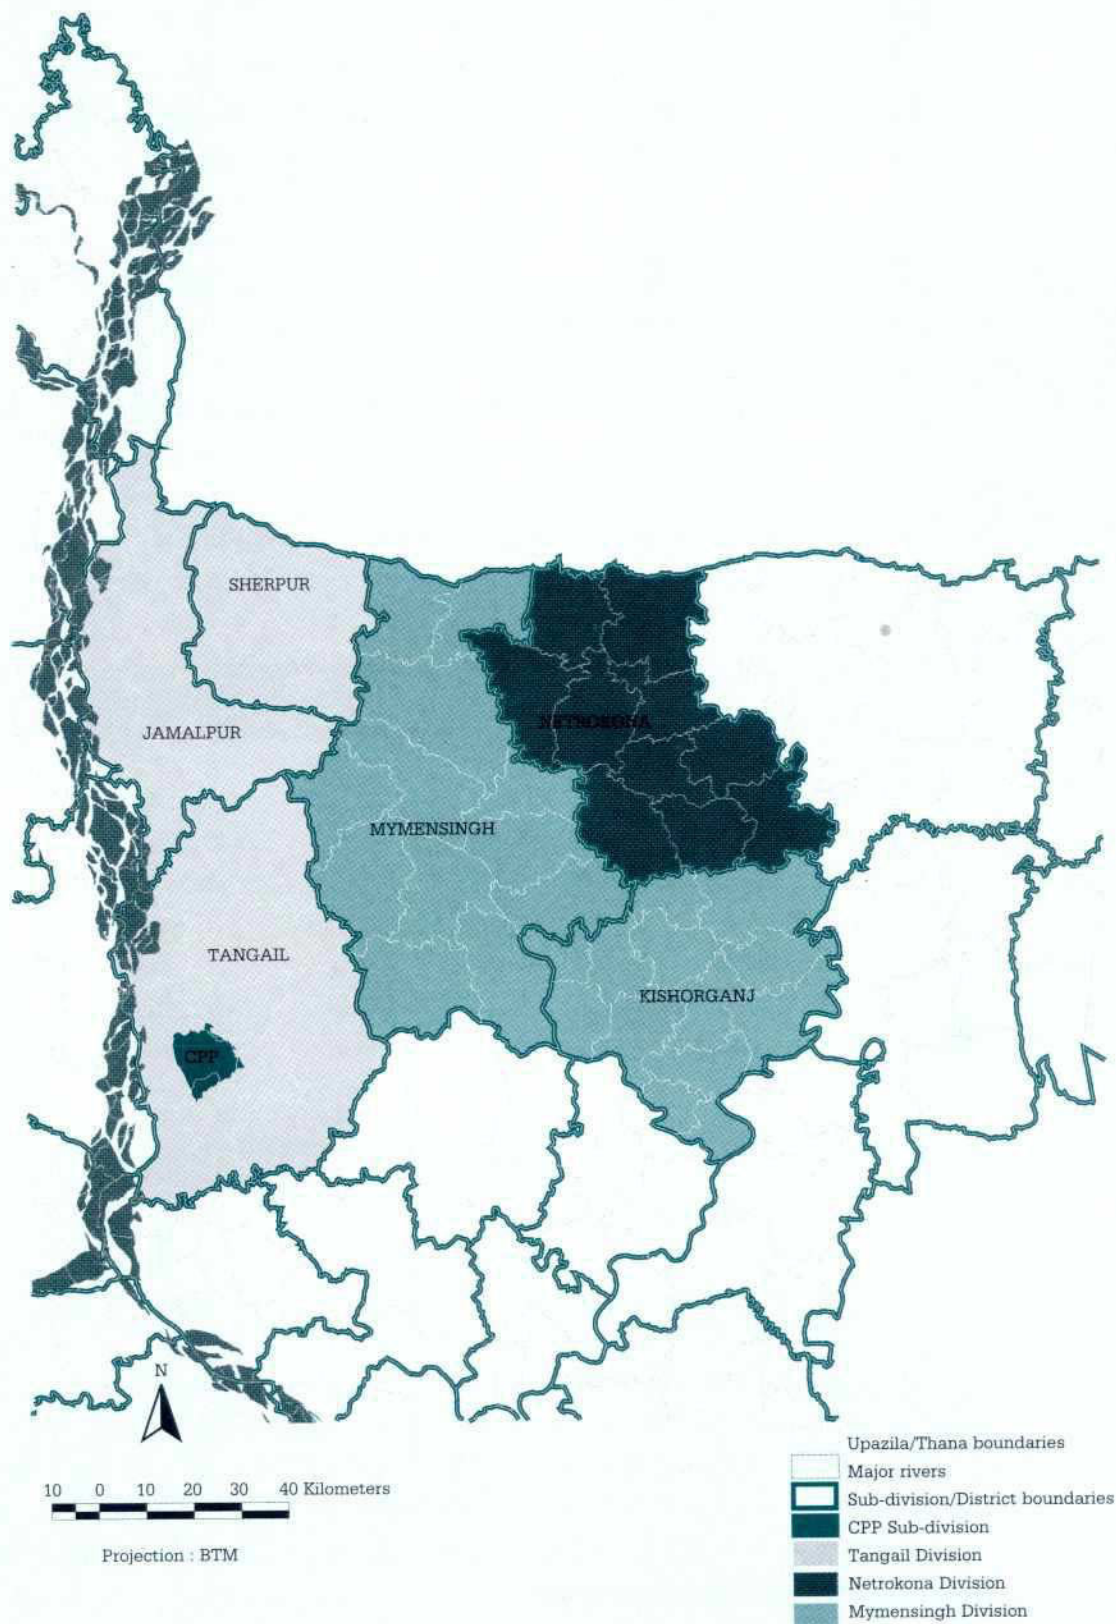 SHERPUR
NETROKONA
JAMALPUR
MYMENSINGH
TANGAIL
KISHORGANJ
CPP
N
10 0 10 20 30 40 Kilometers
Projection : BTM
Upazila/Thana boundaries
Major rivers
Sub-division/District boundaries
CPP Sub-division
Tangail Division
Netrokona Division
Mymensingh Division